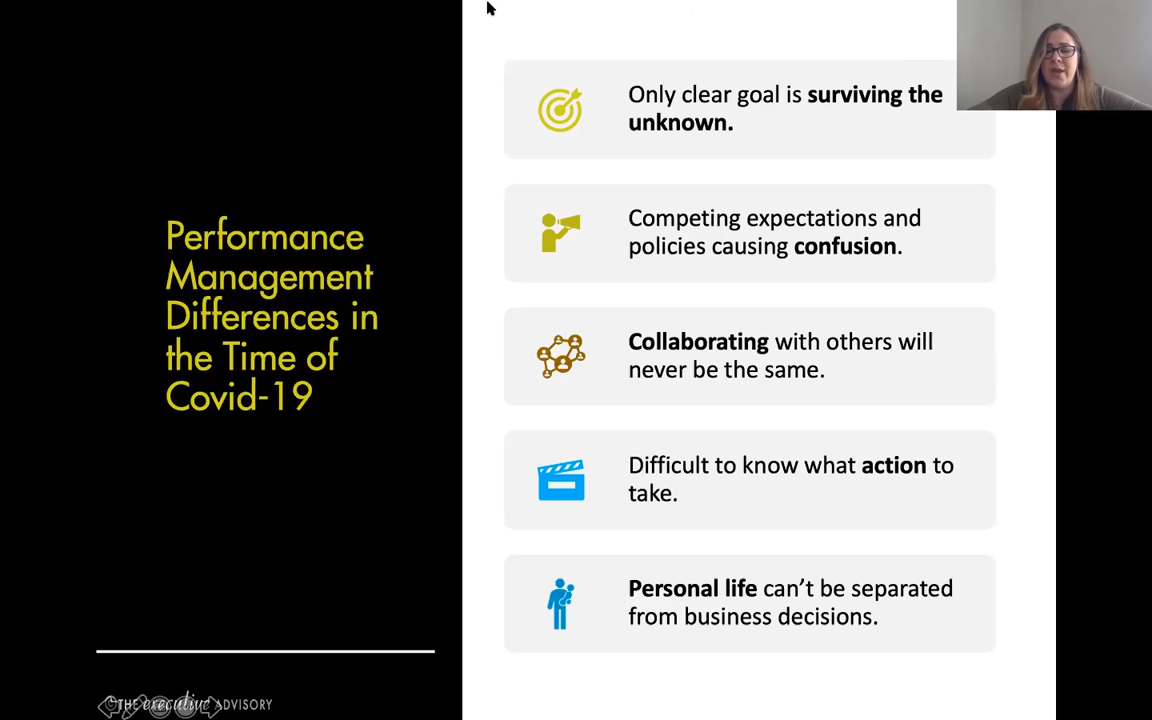 Performance
Management
Differences in
the Time of
Covid-19
Only clear goal is surviving the
unknown.
Competing expectations and
policies causing confusion.
Collaborating with others will
never be the same.
Difficult to know what action to
take.
Personal life can’t be separated
from business decisions.
THE executive ADVISORY